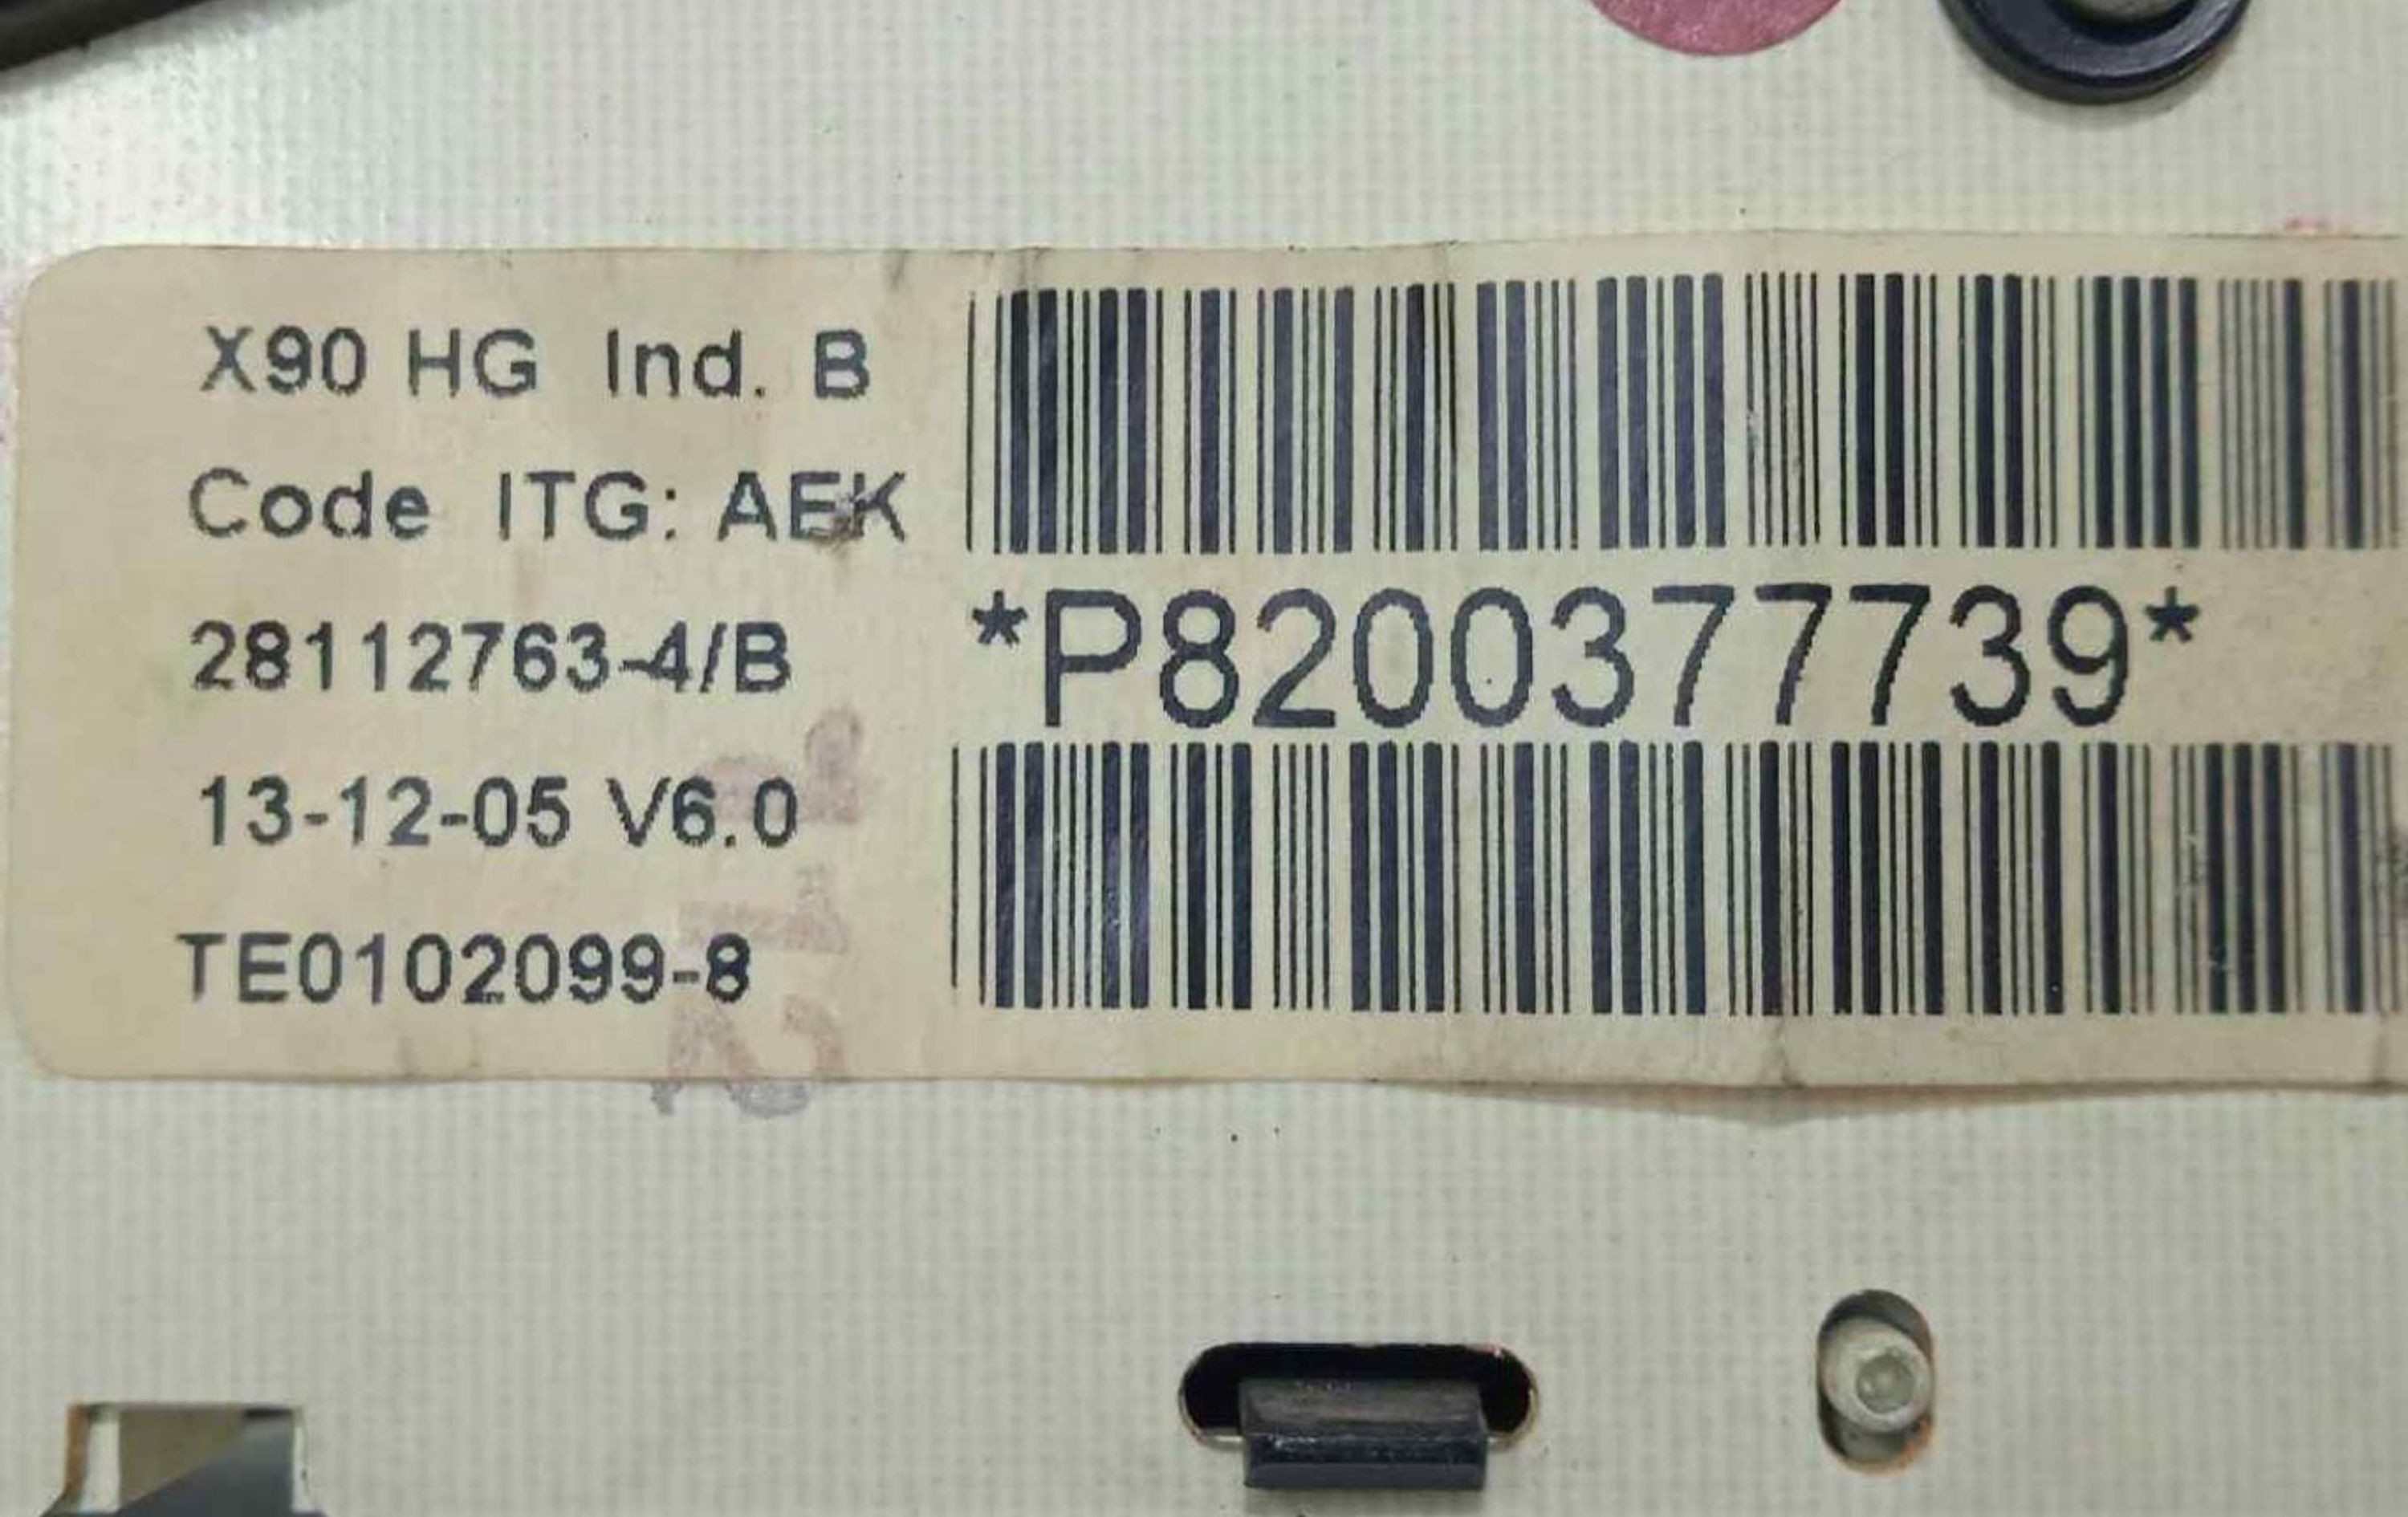 X90 HG Ind. B
Code ITG: AEK
28112763-4/B
13-12-05 V6.0
TE0102099-8
*P8200377739*